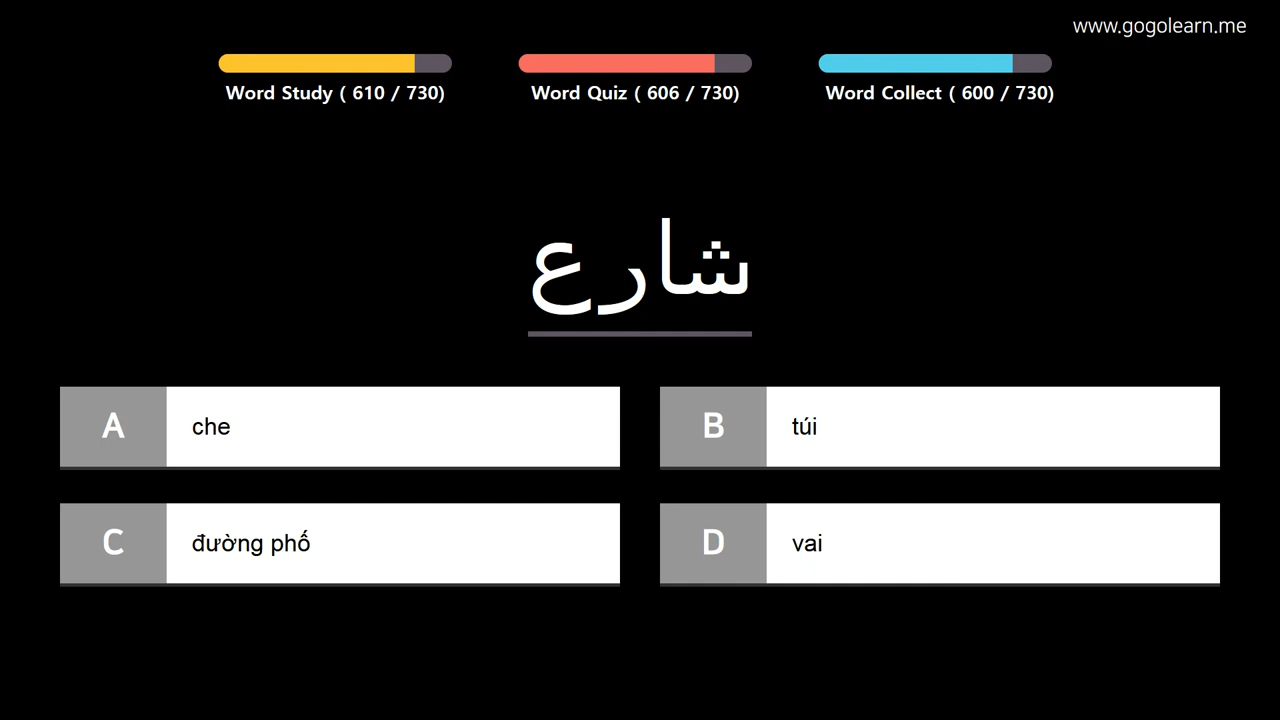 www.gogolearn.me
Word Study ( 610 / 730)
Word Quiz ( 606 / 730)
Word Collect ( 600 / 730)
شارع
A che
B túi
C đường phố
D vai